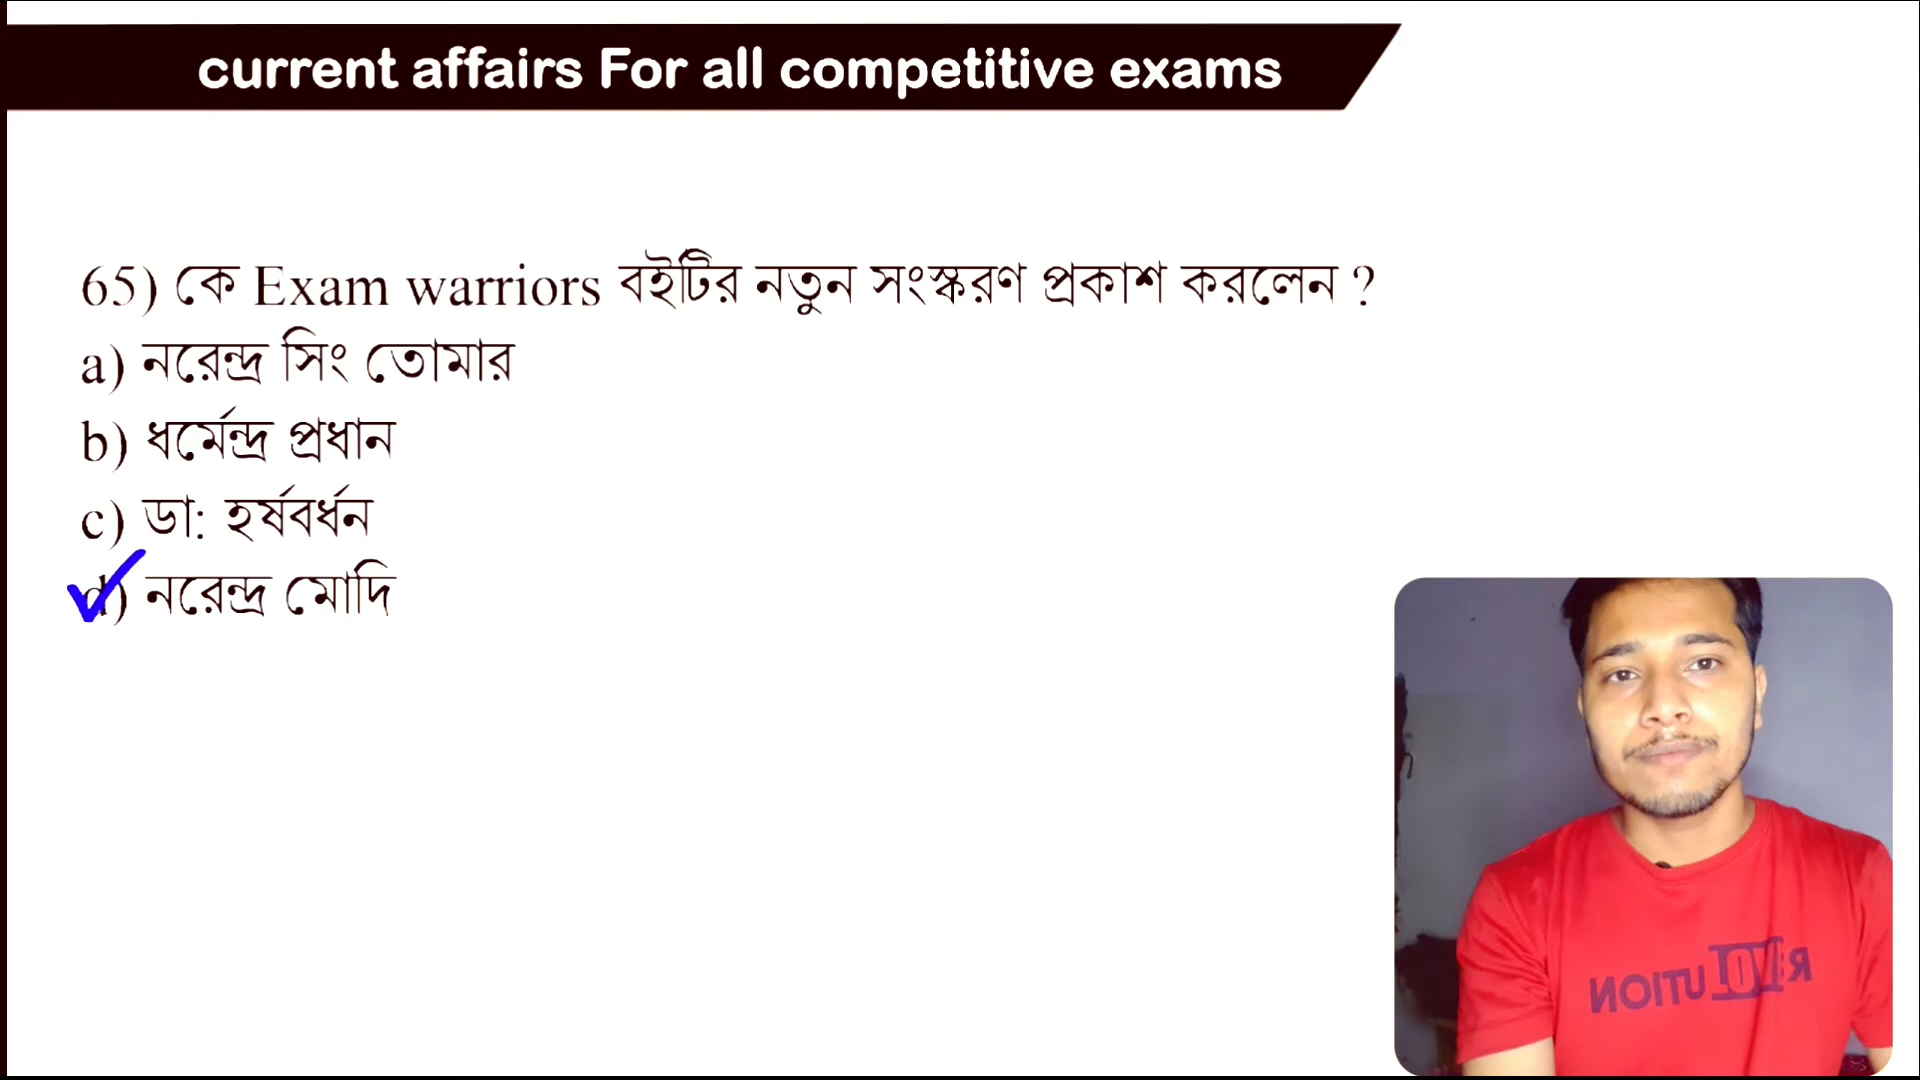 current affairs For all competitive exams
65) কে Exam warriors বইটির নতুন সংস্করণ প্রকাশ করলেন ?
a) নরেন্দ্র সিং তোমার
b) ধর্মেন্দ্র প্রধান
c) ডা: হর্ষবর্ধন
d) নরেন্দ্র মোদি
REVOLUTION